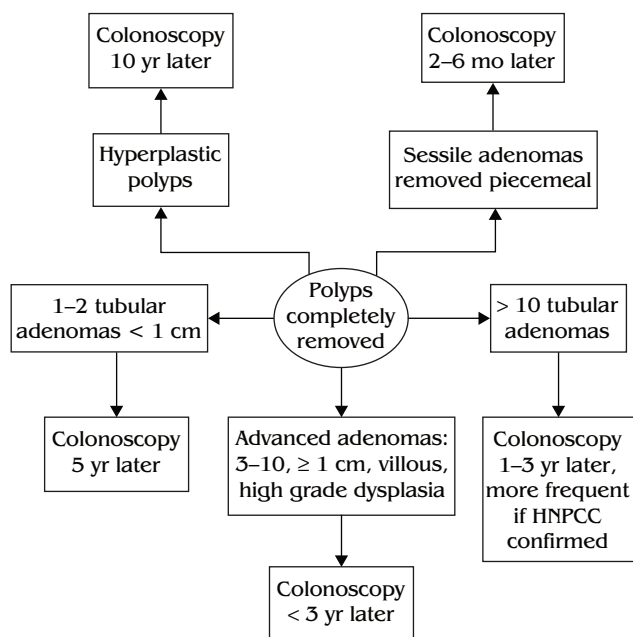 Colonoscopy
10 yr later
Colonoscopy
2–6 mo later
Hyperplastic
polyps
Sessile adenomas
removed piecemeal
Polyps
completely
removed
1–2 tubular
adenomas < 1 cm
> 10 tubular
adenomas
Colonoscopy
5 yr later
Advanced adenomas:
3–10, ≥ 1 cm, villous,
high grade dysplasia
Colonoscopy
1–3 yr later,
more frequent
if HNPCC
confirmed
Colonoscopy
< 3 yr later